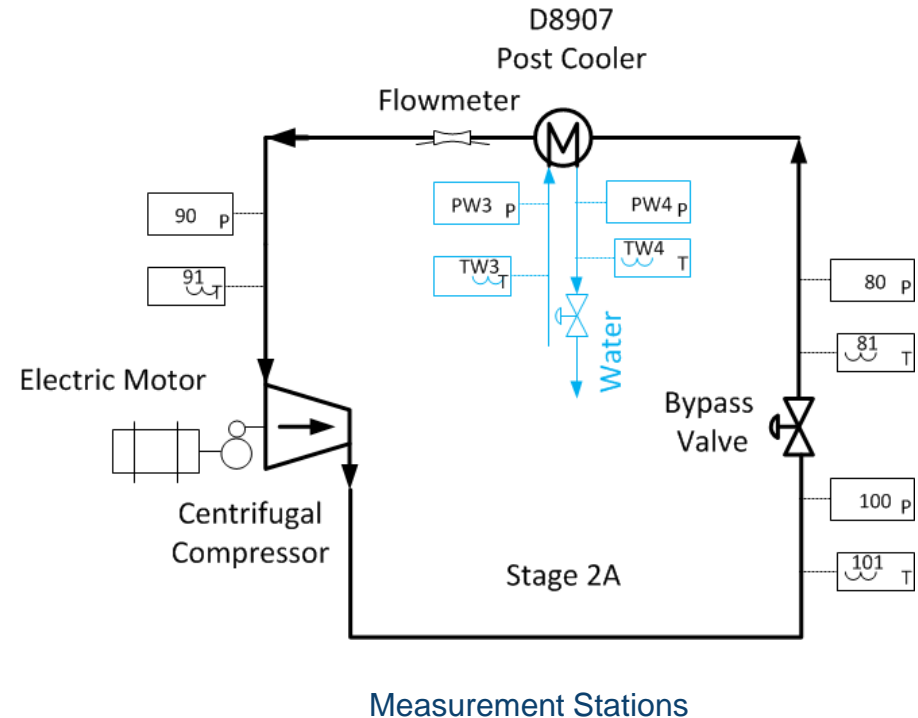 D8907
Post Cooler
Flowmeter
90 P
PW3 P
PW4 P
91 T
TW3 T
TW4 T
80 P
81 T
Water
Electric Motor
Bypass
Valve
100 P
Centrifugal
Compressor
101 T
Stage 2A
Measurement Stations